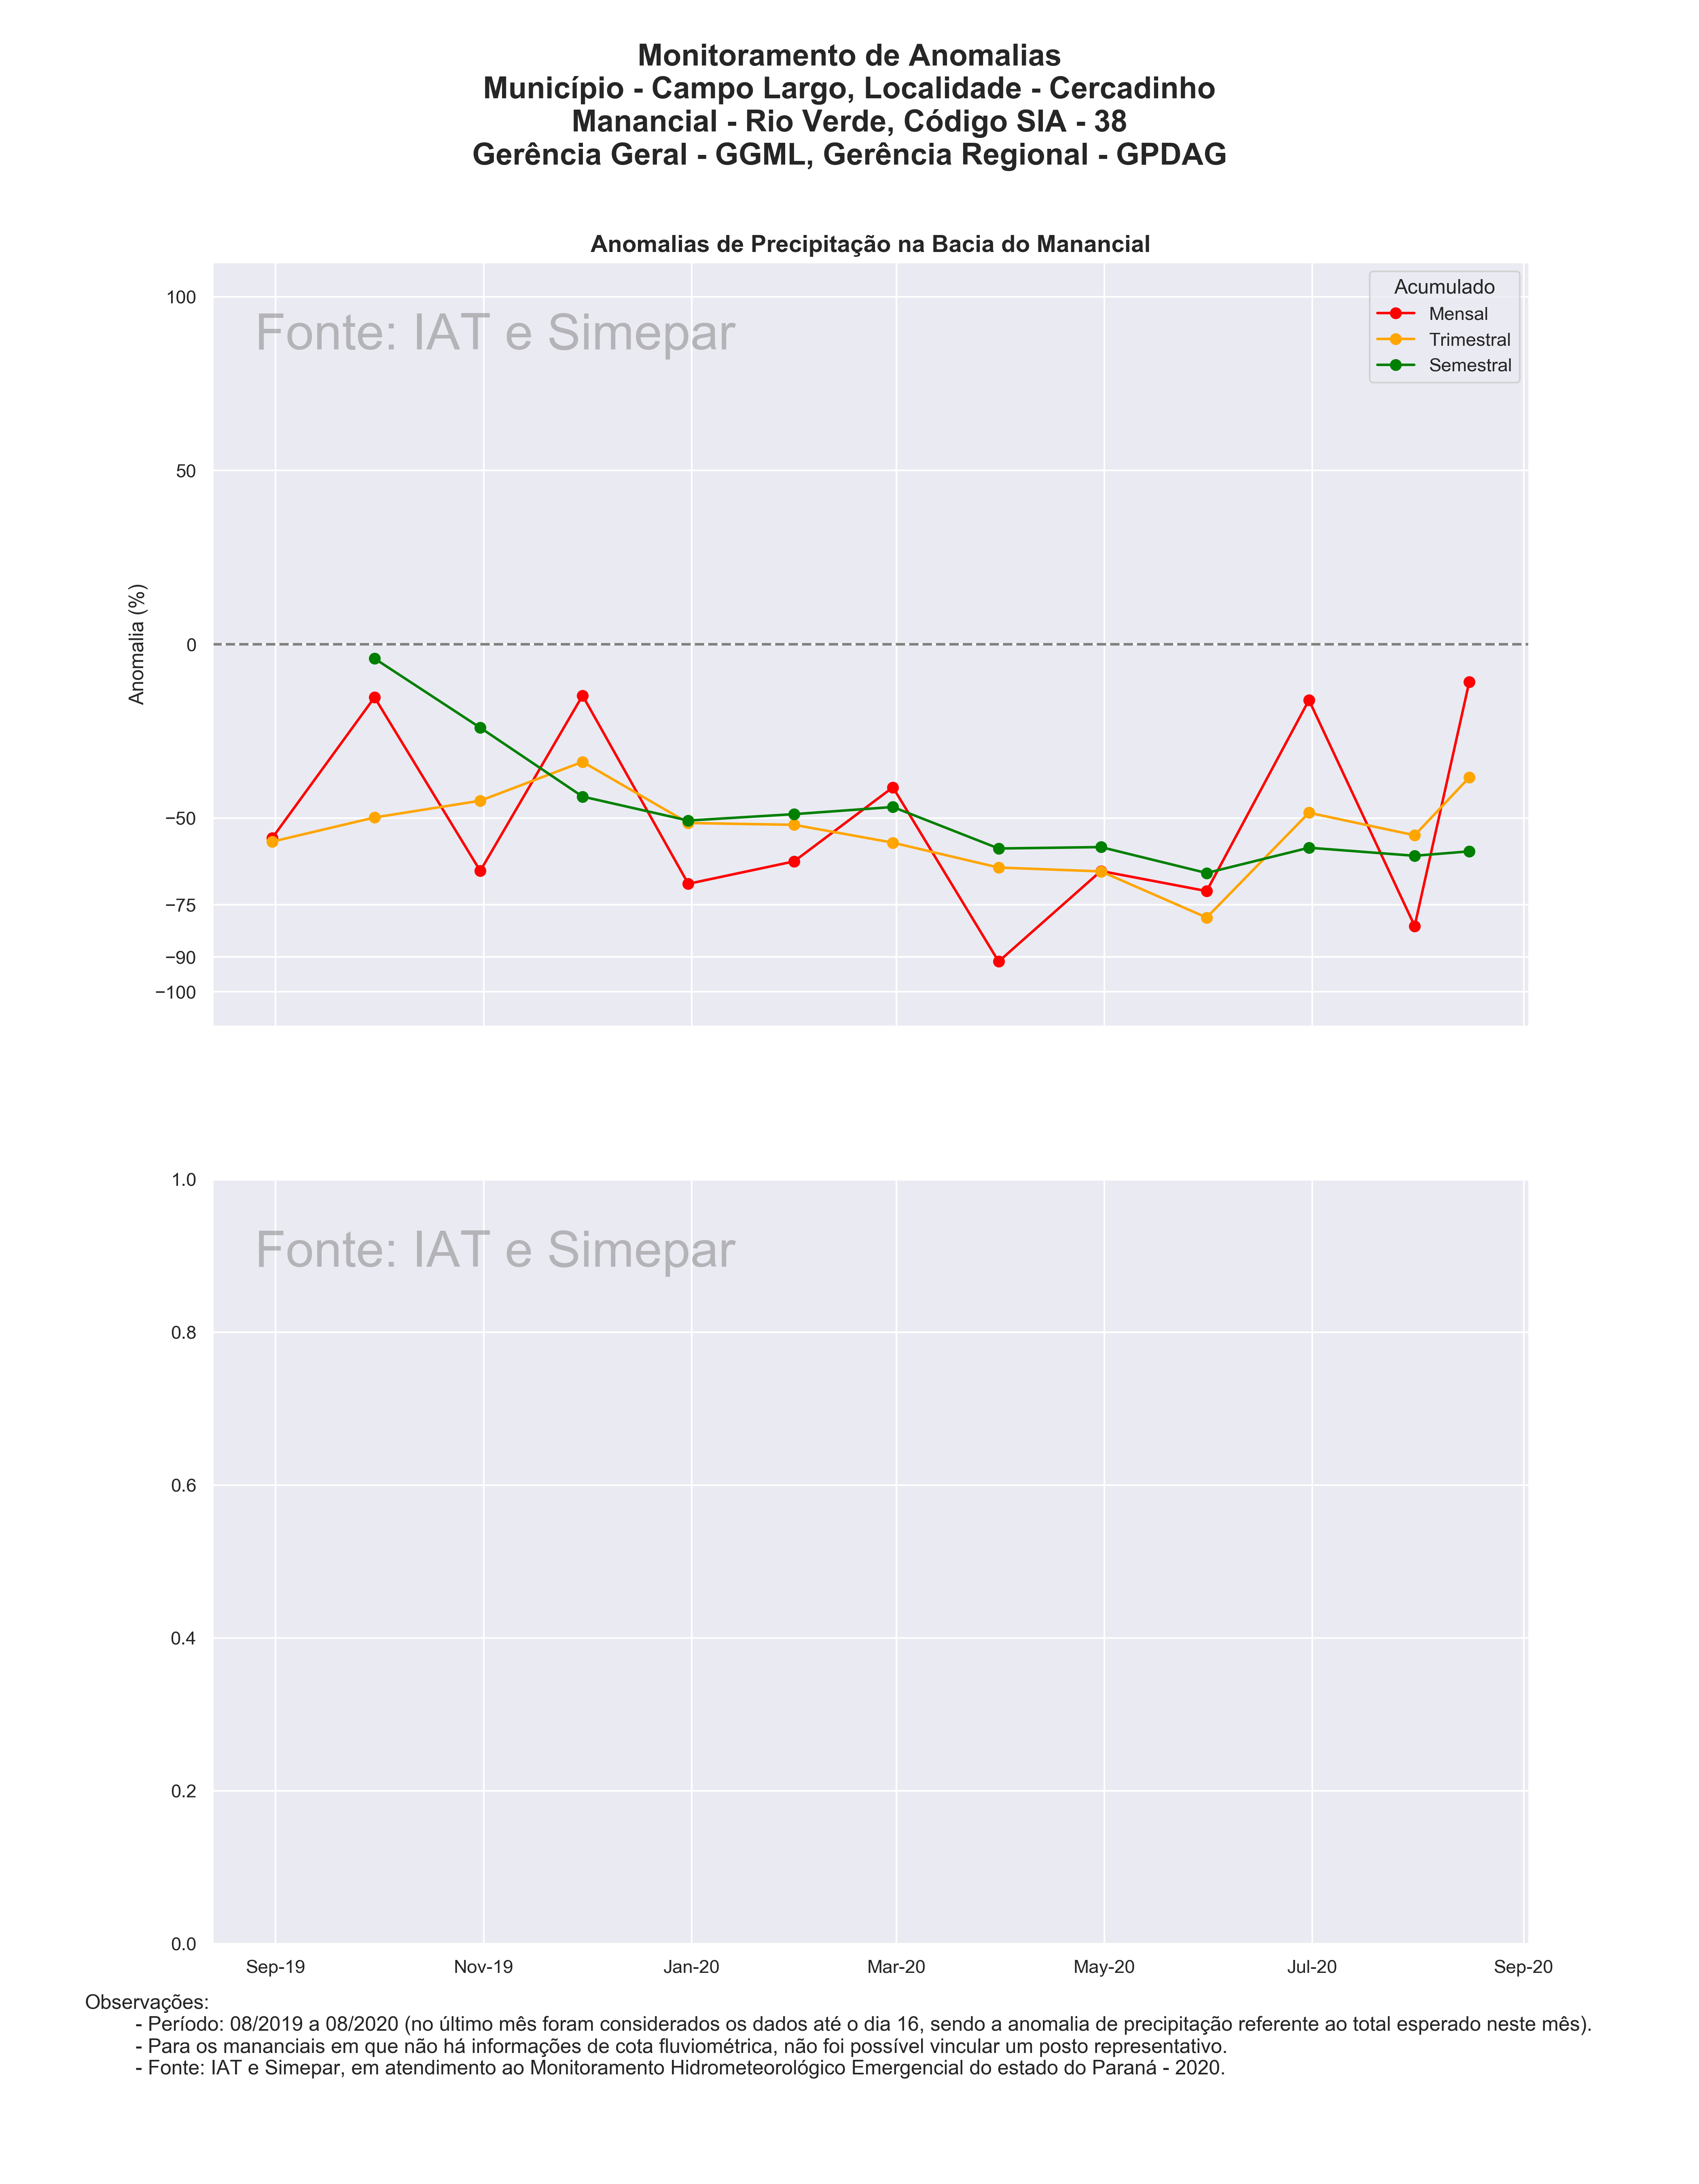 Monitoramento de Anomalias
Município - Campo Largo, Localidade - Cercadinho
Manancial - Rio Verde, Código SIA - 38
Gerência Geral - GGML, Gerência Regional - GPDAG
Anomalias de Precipitação na Bacia do Manancial
Fonte: IAT e Simepar
Acumulado
Mensal
Trimestral
Semestral
Anomalia (%)
100
50
0
−50
−75
−90
−100
Fonte: IAT e Simepar
1.0
0.8
0.6
0.4
0.2
0.0
Sep-19 Nov-19 Jan-20 Mar-20 May-20 Jul-20 Sep-20
Observações:
- Período: 08/2019 a 08/2020 (no último mês foram considerados os dados até o dia 16, sendo a anomalia de precipitação referente ao total esperado neste mês).
- Para os mananciais em que não há informações de cota fluviométrica, não foi possível vincular um posto representativo.
- Fonte: IAT e Simepar, em atendimento ao Monitoramento Hidrometeorológico Emergencial do estado do Paraná - 2020.